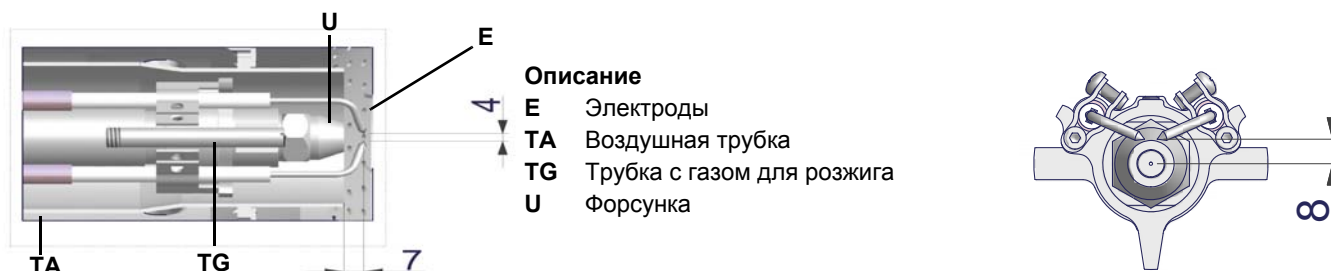 U
E
4
TA
TG
7
Описание
E Электроды
TA Воздушная трубка
TG Трубка с газом для розжига
U Форсунка
8